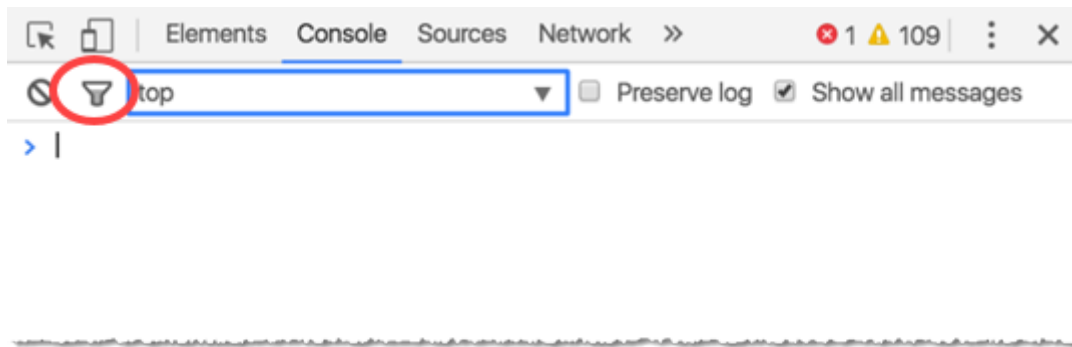 Elements Console Sources Network » 1 109
top Preserve log Show all messages
>